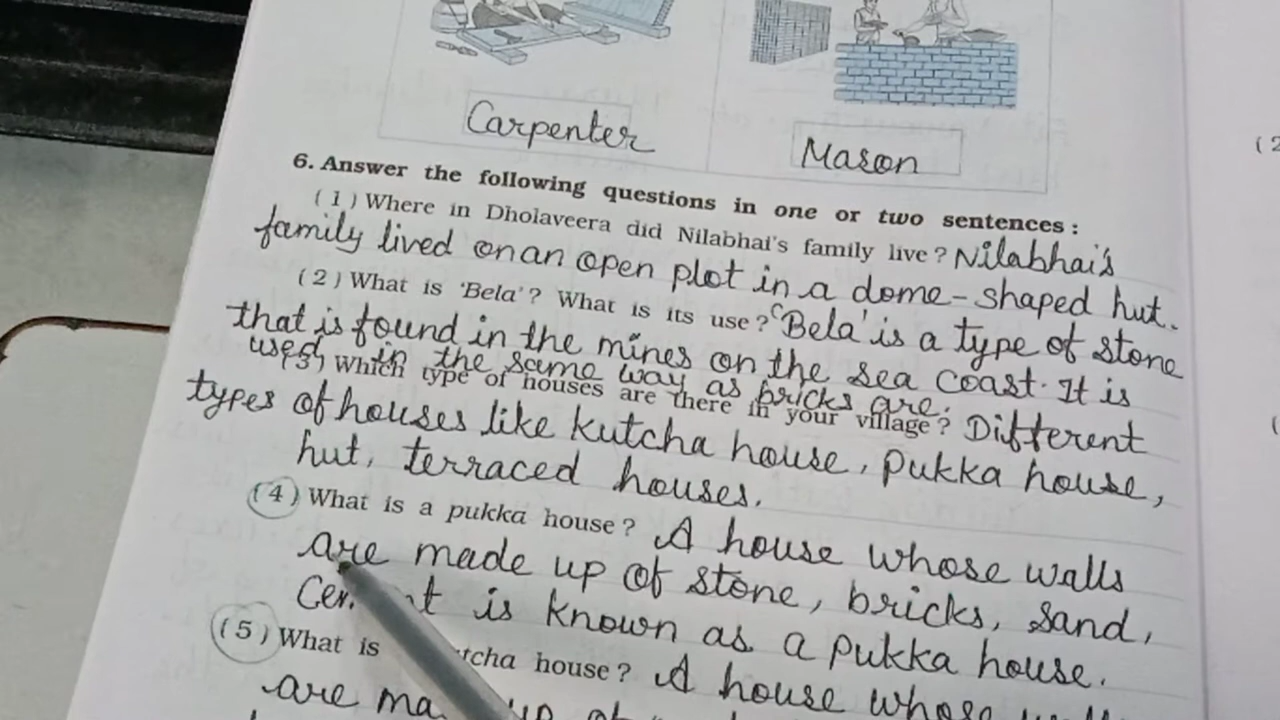 Carpenter
Mason
6. Answer the following questions in one or two sentences :
( 1 ) Where in Dholaveera did Nilabhai's family live ? Nilabhai's
family lived on an open plot in a dome-shaped hut.
( 2 ) What is 'Bela' ? What is its use ? 'Bela' is a type of stone
that is found in the mines on the sea coast. It is
used in the same way as bricks are.
(3) Which type of houses are there in your village ? Different
types of houses like kutcha house, pukka house,
hut, terraced houses.
(4) What is a pukka house ? A house whose walls
are made up of stone, bricks, sand,
is known as a pukka house.
(5) What is house ? A house whose
are